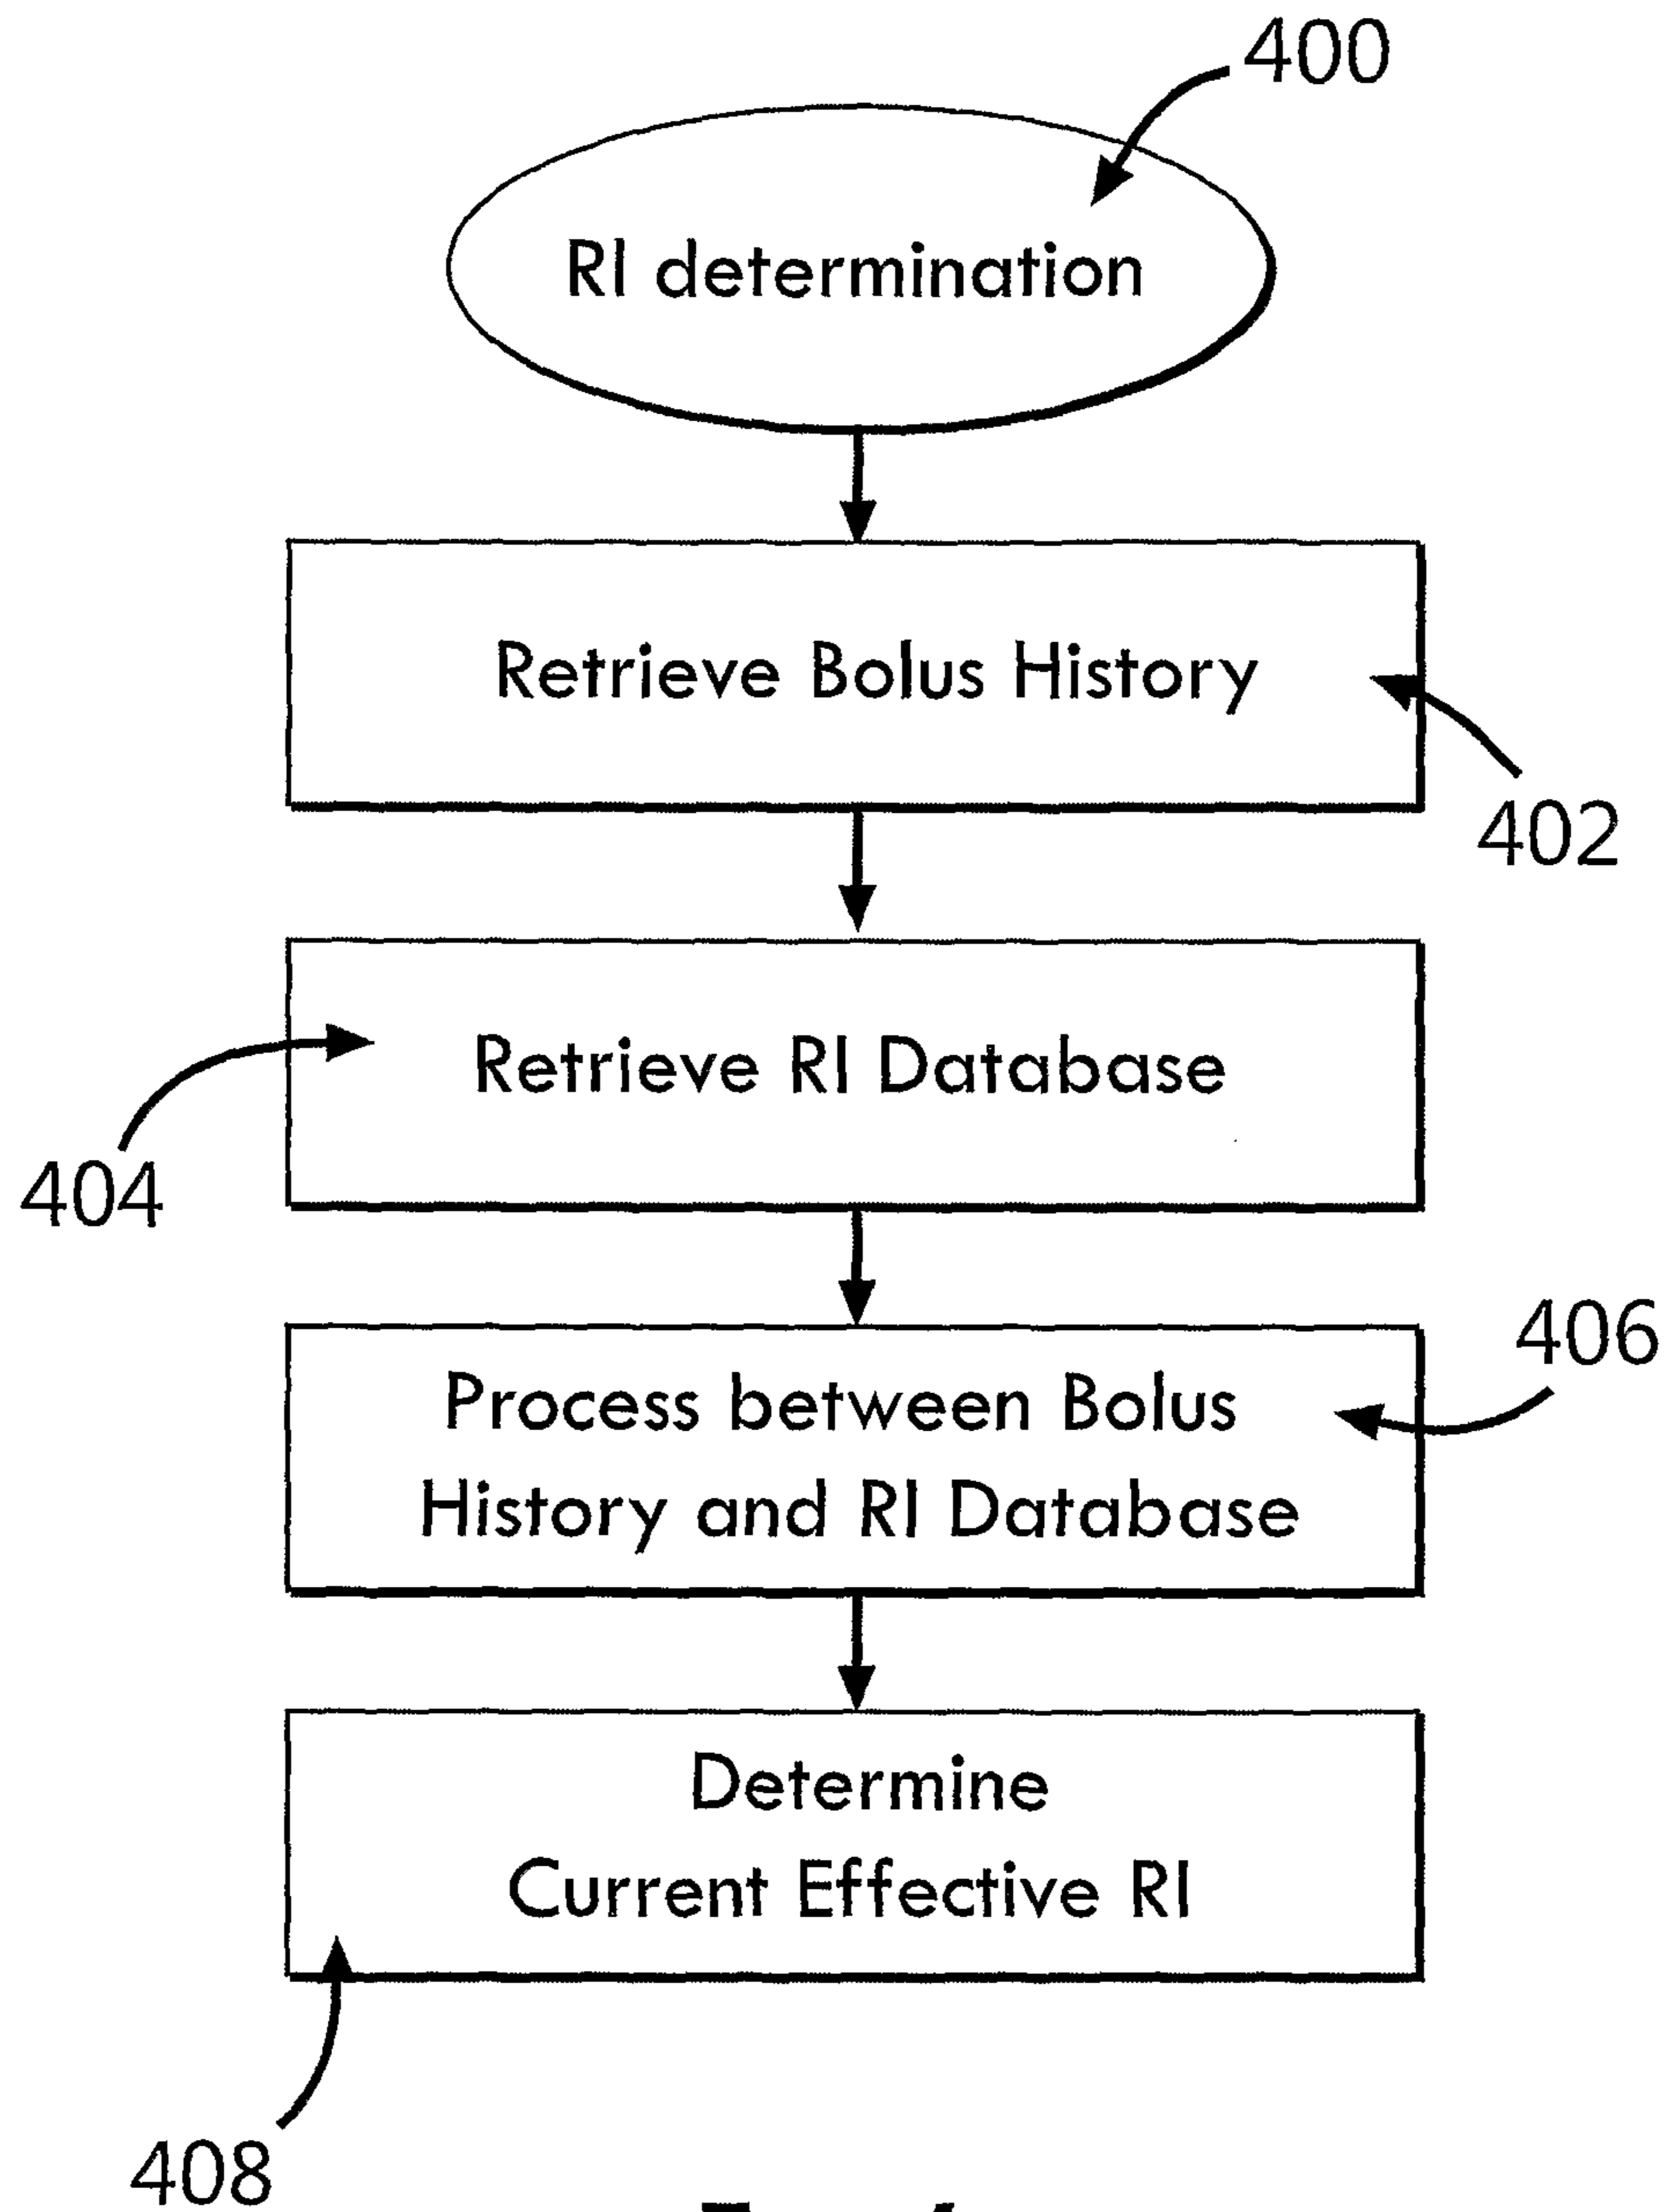 400
RI determination
Retrieve Bolus History
402
Retrieve RI Database
404
406
Process between Bolus
History and RI Database
Determine
Current Effective RI
408